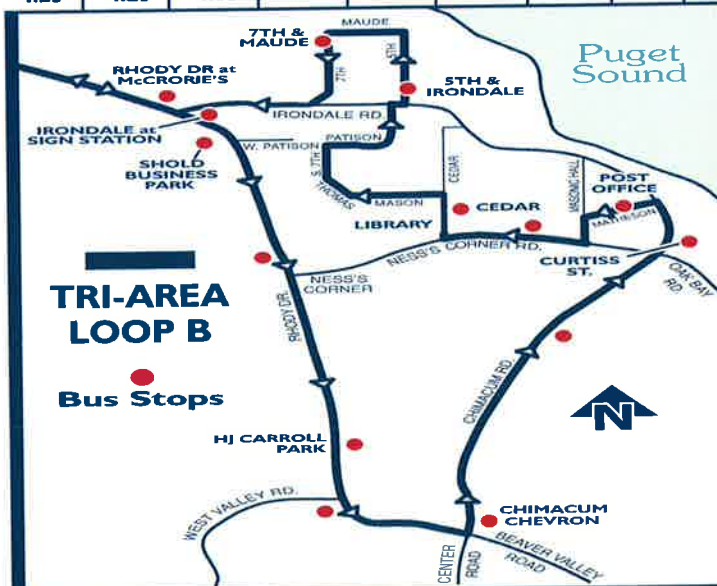 7TH &
MAUDE
MAUDE
7TH
5TH
Puget
Sound
RHODY DR at
McCRORIE'S
5TH &
IRONDALE
IRONDALE RD.
IRONDALE at
SIGN STATION
W. PATISON
PATISON
SHOLD
BUSINESS
PARK
S. 7TH
THOMAS
MASON
CEDAR
MASONIC HALL
POST
OFFICE
LIBRARY
CEDAR
MATHESON
NESS'S CORNER RD.
CURTISS
ST.
OAK BAY
RD.
NESS'S
CORNER
TRI-AREA
LOOP B
RHODY DR.
Bus Stops
CHIMACUM RD.
N
HJ CARROLL
PARK
WEST VALLEY RD.
CHIMACUM
CHEVRON
CENTER
ROAD
BEAVER VALLEY
ROAD